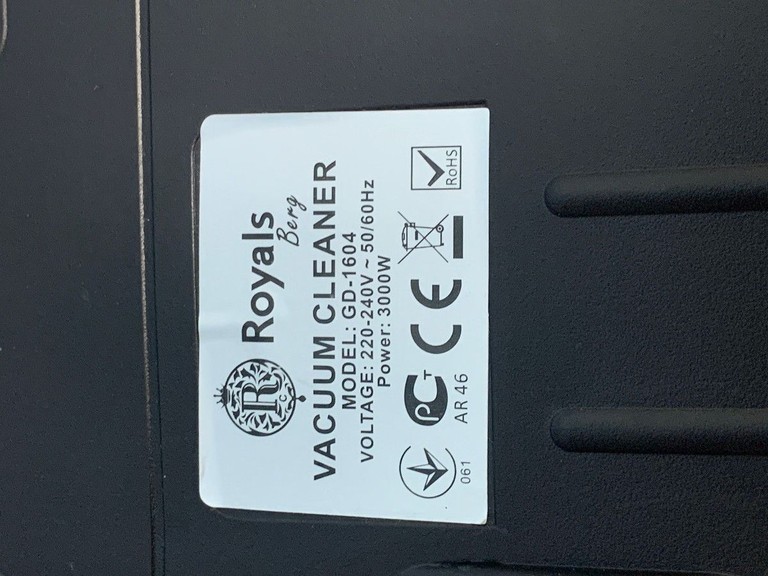 R
C
Royals
Berg
VACUUM CLEANER
MODEL: GD-1604
VOLTAGE: 220-240V ~ 50/60Hz
Power: 3000W
PCT CE RoHS
061 AR 46